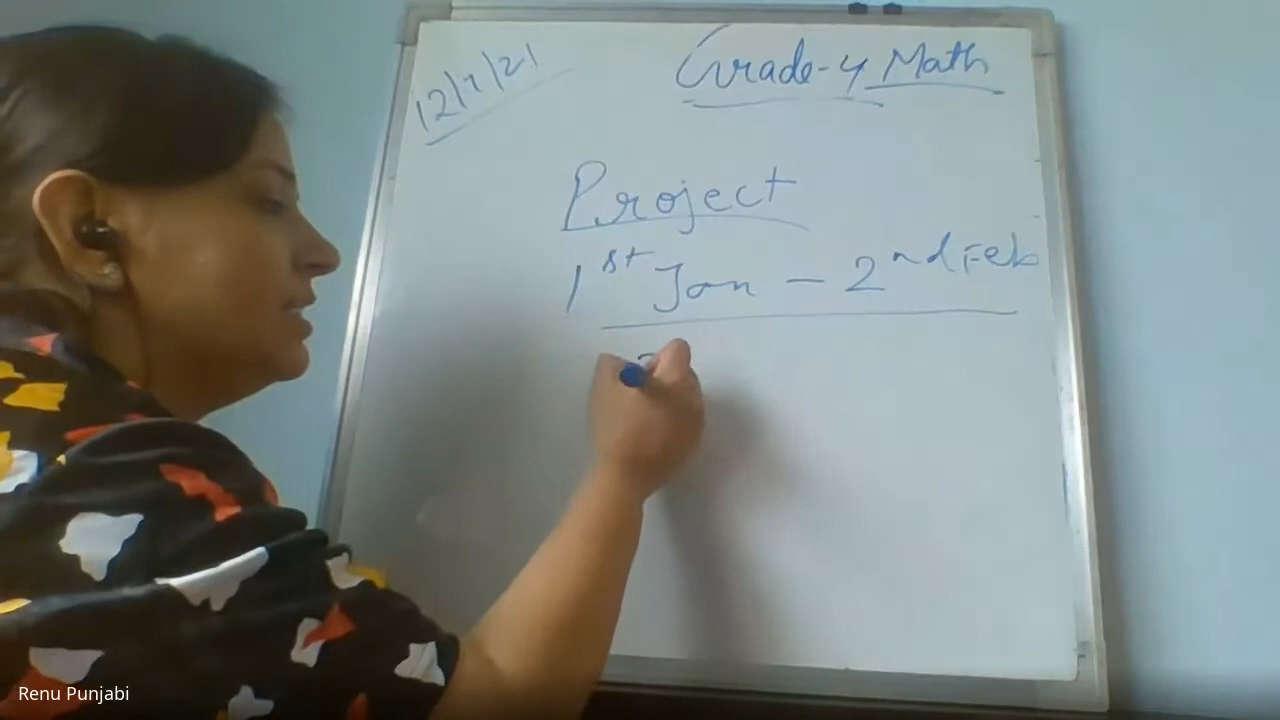 12/7/21
Grade-4 Math
Project
1st Jan - 2nd Feb
Renu Punjabi